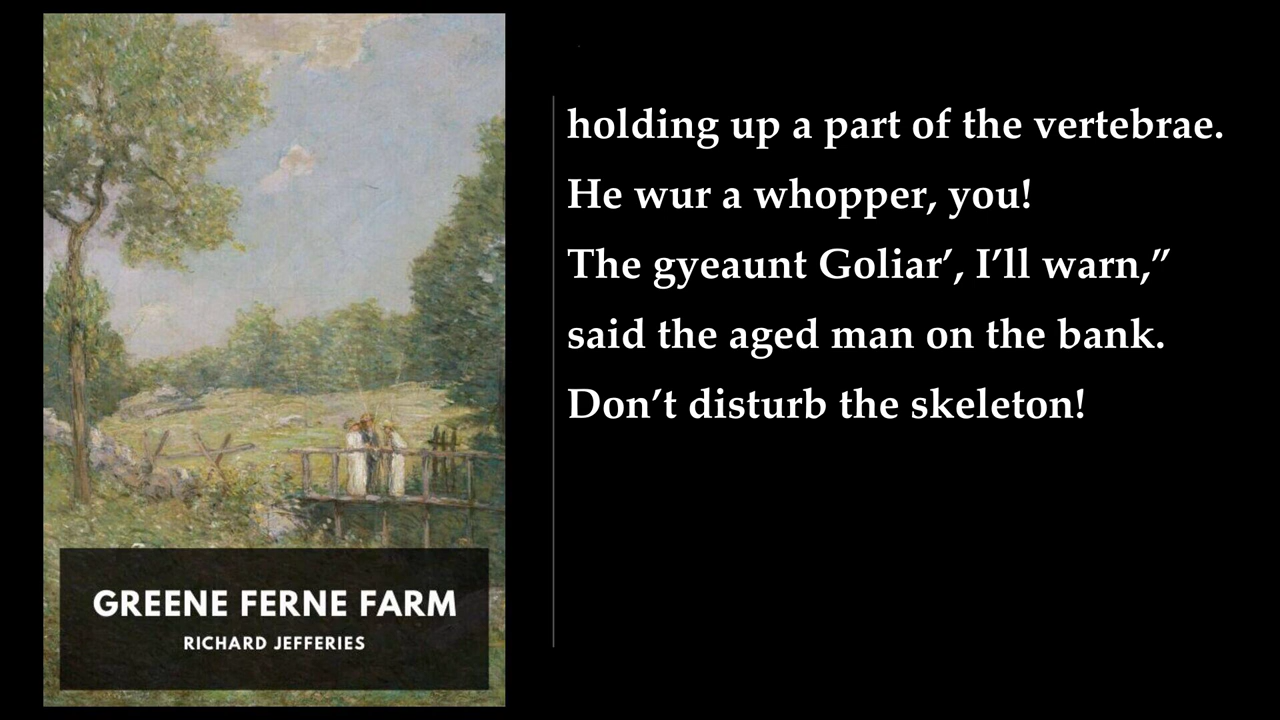 GREENE FERNE FARM
RICHARD JEFFERIES
holding up a part of the vertebrae.
He wur a whopper, you!
The gyeaunt Goliar’, I’ll warn,”
said the aged man on the bank.
Don’t disturb the skeleton!